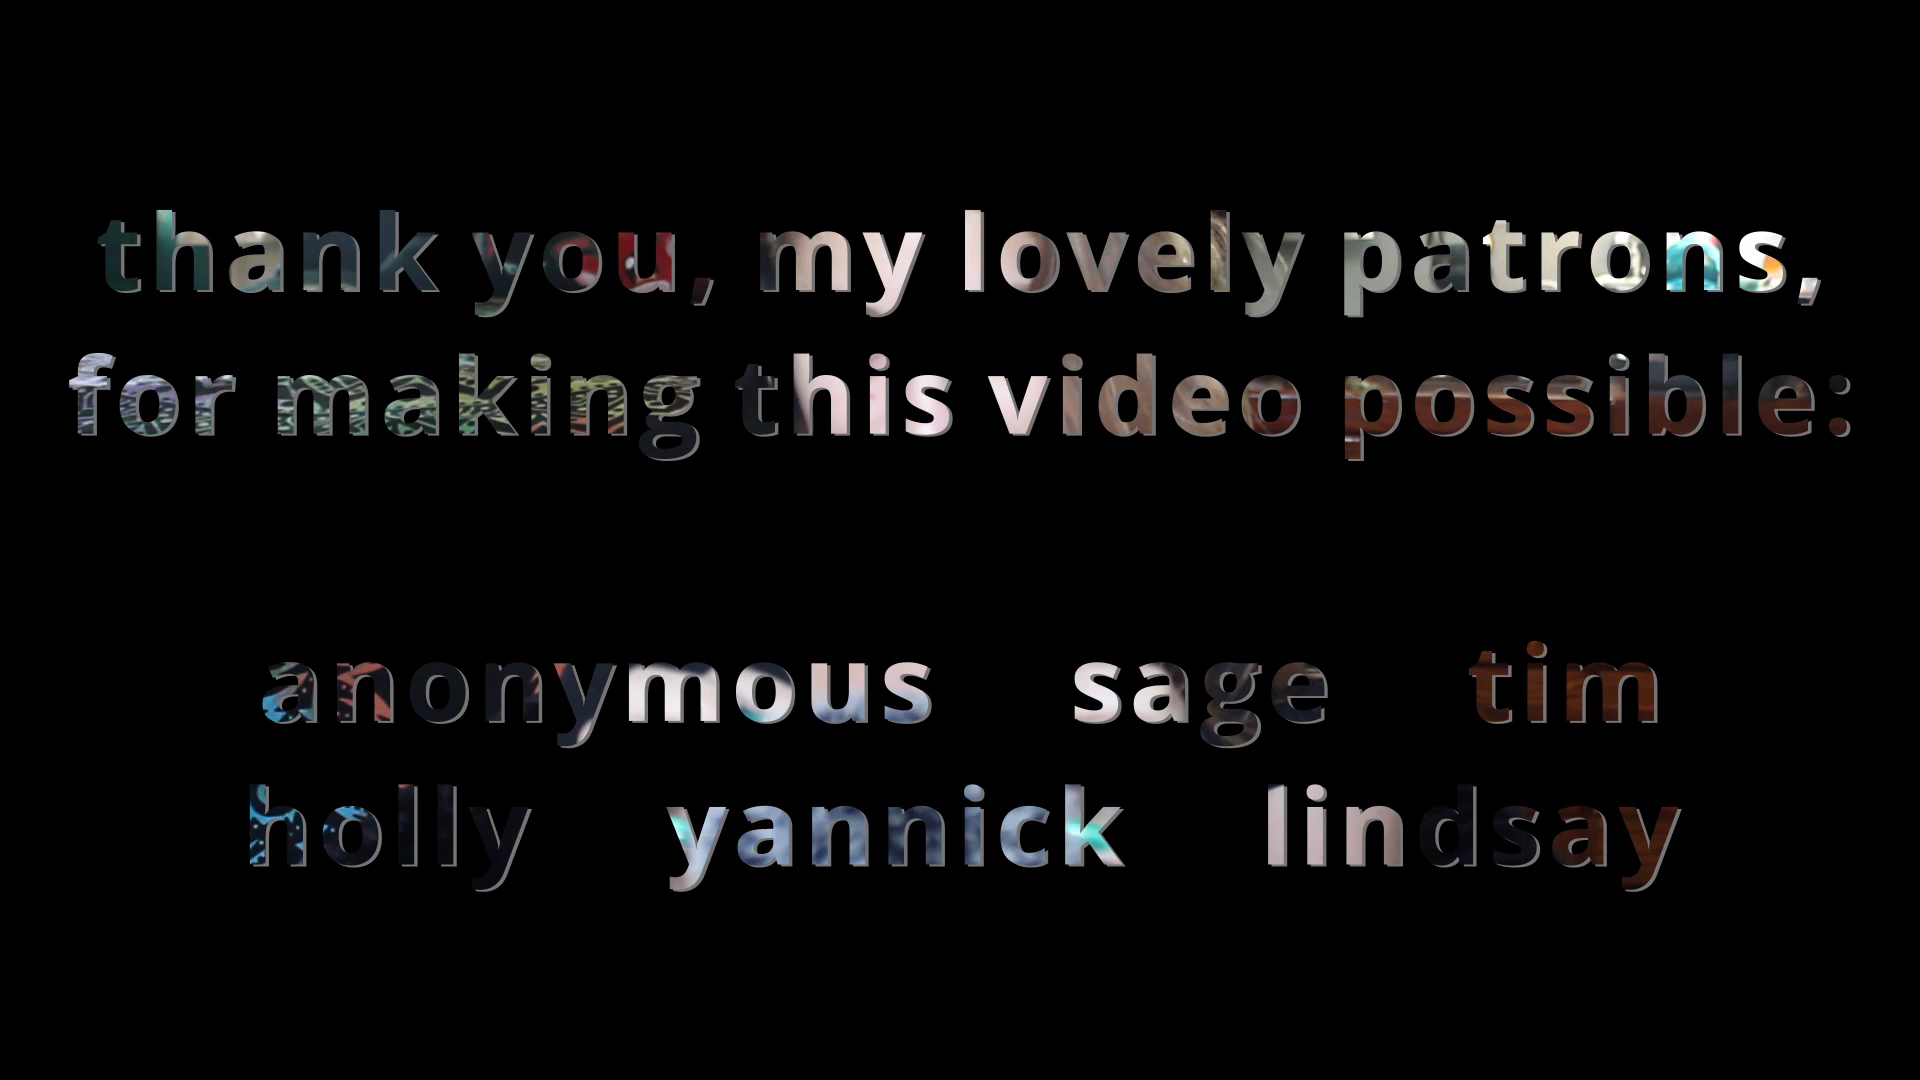 thank you, my lovely patrons,
for making this video possible:
anonymous sage tim
holly yannick lindsay